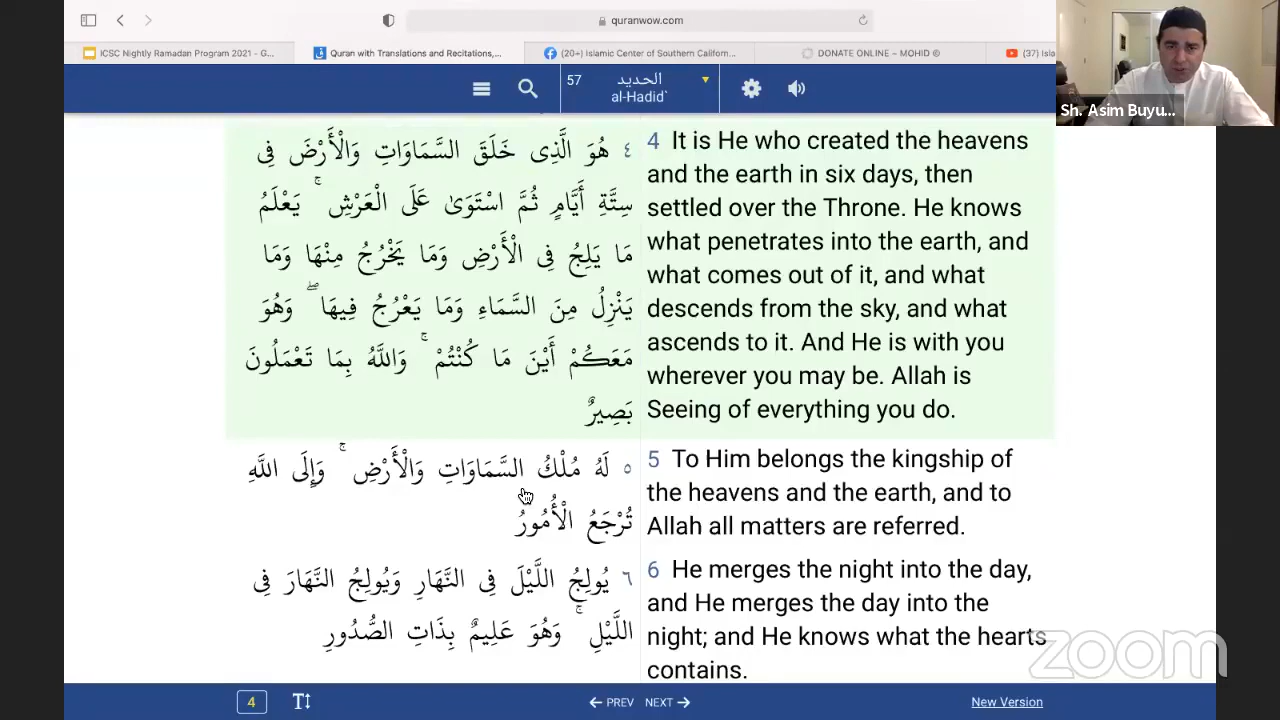 quranwow.com
ICSC Nightly Ramadan Program 2021 - G...
Quran with Translations and Recitations,...
(20+) Islamic Center of Southern Californ...
DONATE ONLINE – MOHID ®
(37) Isla
Sh. Asim Buyu...
57
الحديد
al-Hadid`
٤ هُوَ الَّذِى خَلَقَ السَّمَاوَاتِ وَالْأَرْضَ فِى
سِتَّةِ أَيَّامٍ ثُمَّ اسْتَوَىٰ عَلَى الْعَرْشِ ۚ يَعْلَمُ
مَا يَلِجُ فِى الْأَرْضِ وَمَا يَخْرُجُ مِنْهَا وَمَا
يَنْزِلُ مِنَ السَّمَاءِ وَمَا يَعْرُجُ فِيهَا ۖ وَهُوَ
مَعَكُمْ أَيْنَ مَا كُنْتُمْ ۚ وَاللَّهُ بِمَا تَعْمَلُونَ
بَصِيرٌ
4 It is He who created the heavens
and the earth in six days, then
settled over the Throne. He knows
what penetrates into the earth, and
what comes out of it, and what
descends from the sky, and what
ascends to it. And He is with you
wherever you may be. Allah is
Seeing of everything you do.
٥ لَهُ مُلْكُ السَّمَاوَاتِ وَالْأَرْضِ ۚ وَإِلَى اللَّهِ
تُرْجَعُ الْأُمُورُ
5 To Him belongs the kingship of
the heavens and the earth, and to
Allah all matters are referred.
٦ يُولِجُ اللَّيْلَ فِى النَّهَارِ وَيُولِجُ النَّهَارَ فِى
اللَّيْلِ ۚ وَهُوَ عَلِيمٌ بِذَاتِ الصُّدُورِ
6 He merges the night into the day,
and He merges the day into the
night; and He knows what the hearts
contains.
zoom
4
T
PREV
NEXT
New Version